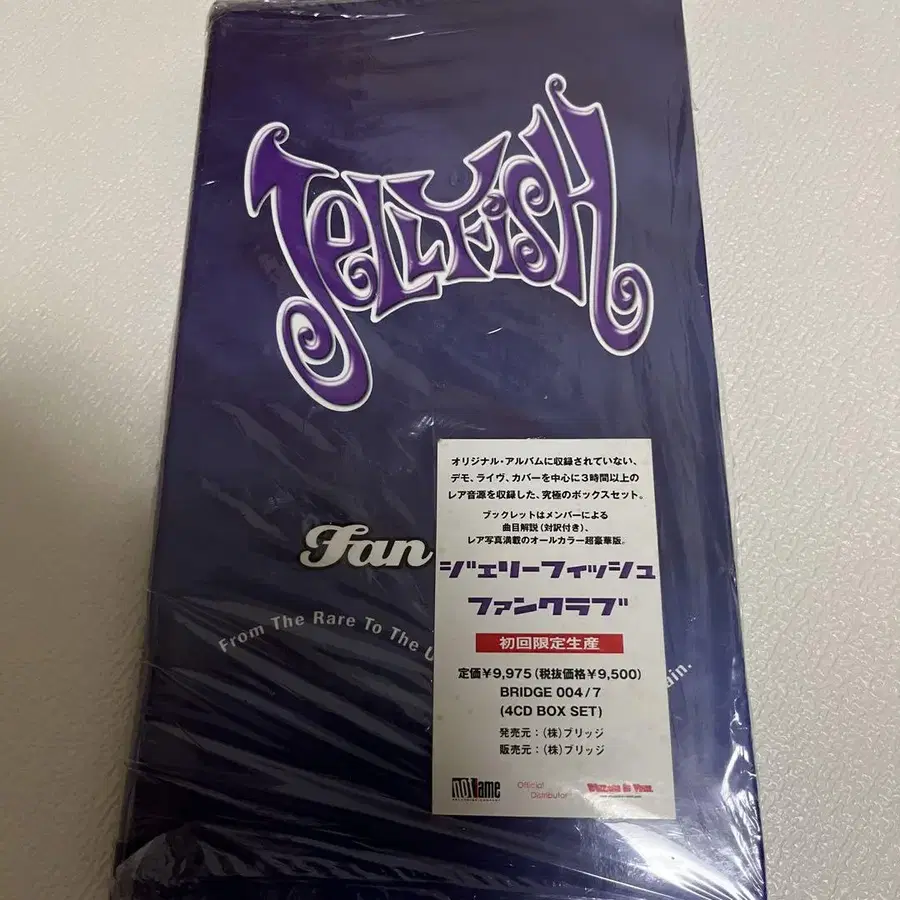 JELLYFISH
Fan
From The Rare To The
ain.
オリジナル・アルバムに収録されていない、
デモ、ライヴ、カバーを中心に3時間以上の
レア音源を収録した、究極のボックスセット。
ブックレットはメンバーによる
曲目解説(対訳付き)、
レア写真満載のオールカラー超豪華版。
ジェリーフィッシュ
ファンクラブ
初回限定生産
定価¥9,975(税抜価格¥9,500)
BRIDGE 004/7
(4CD BOX SET)
発売元:(株)ブリッジ
販売元:(株)ブリッジ
noname
Official
Distributor